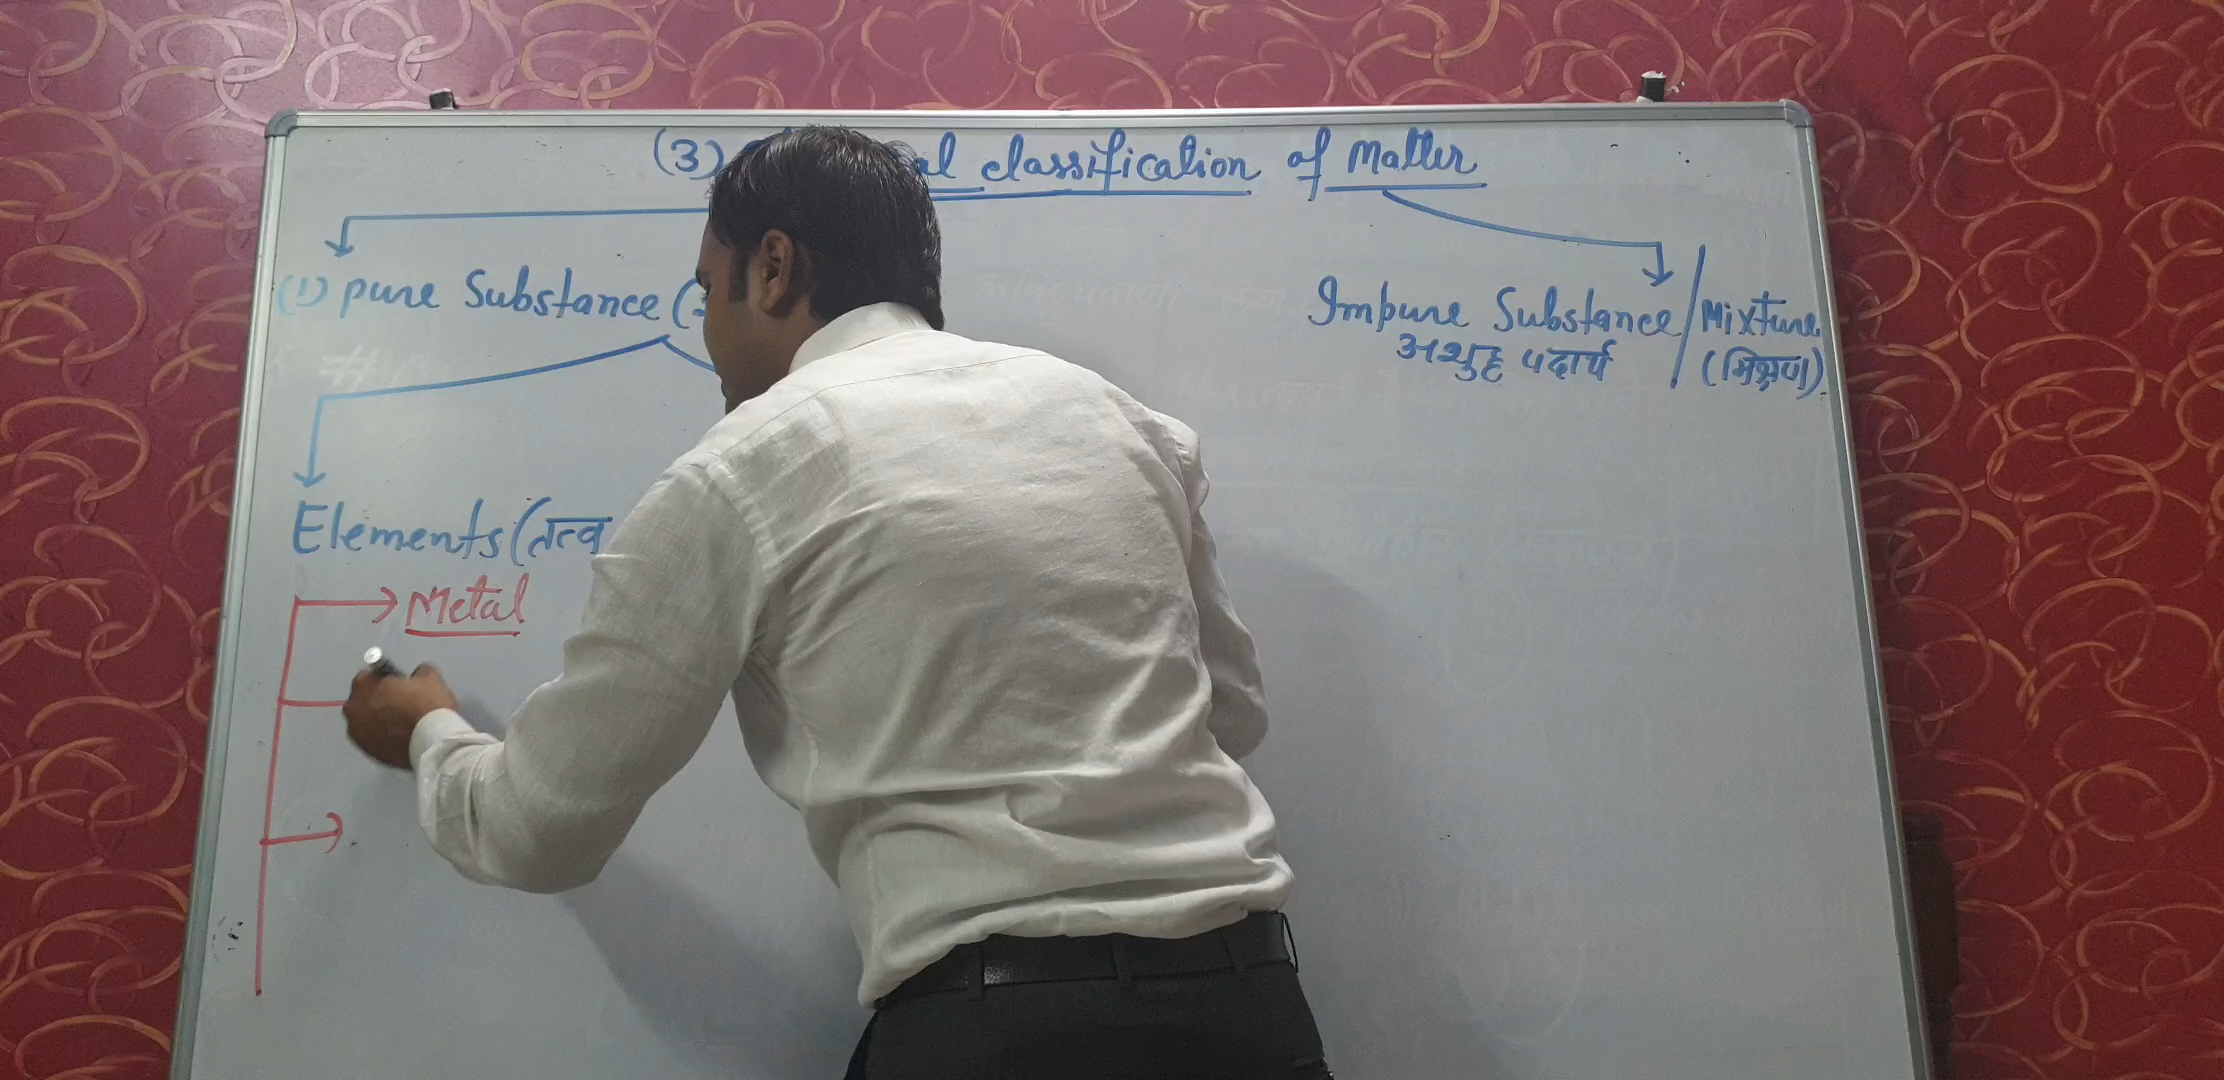 (3) al classification of Matter
(1) pure Substance (
Impure Substance / Mixture
अशुद्ध पदार्थ (मिश्रण)
Elements (तत्व
Metal